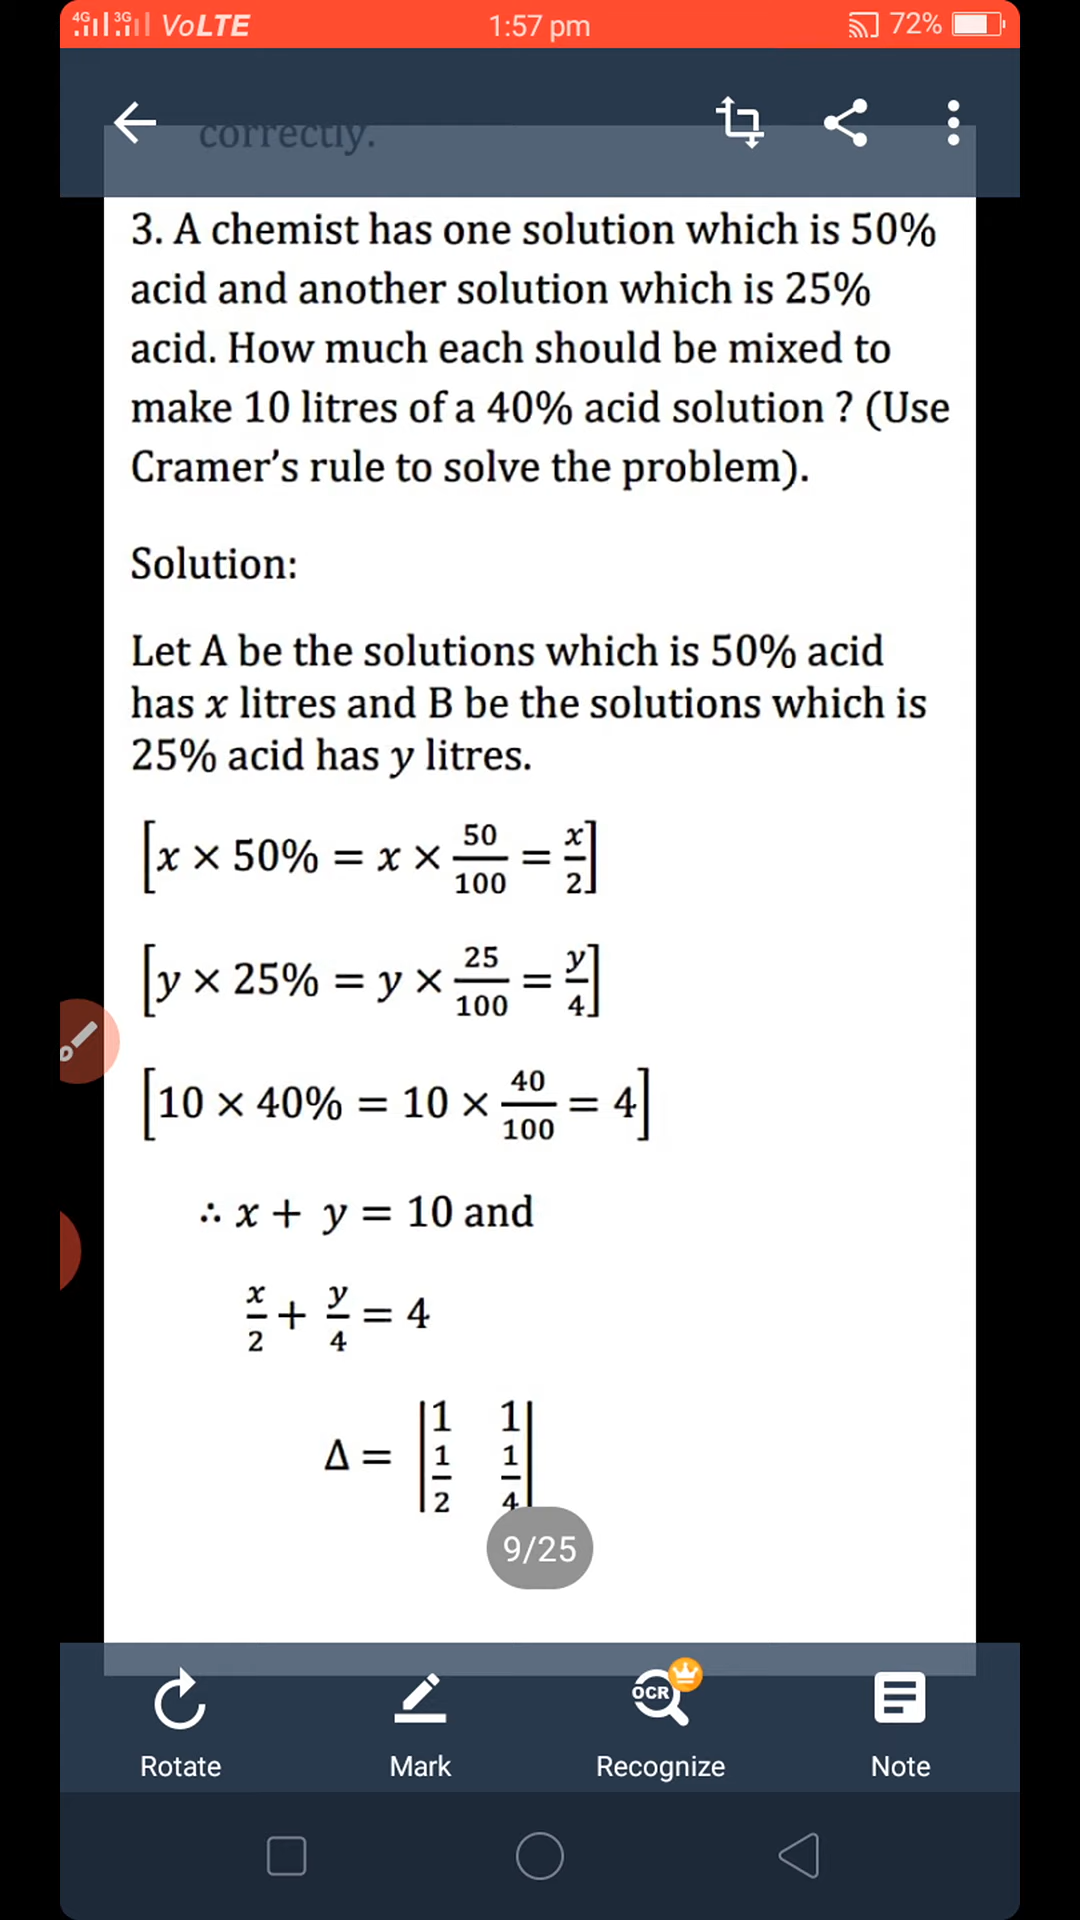 4G 3G VoLTE 1:57 pm 72%
correctly.
3. A chemist has one solution which is 50%
acid and another solution which is 25%
acid. How much each should be mixed to
make 10 litres of a 40% acid solution ? (Use
Cramer’s rule to solve the problem).
Solution:
Let A be the solutions which is 50% acid
has x litres and B be the solutions which is
25% acid has y litres.
[x × 50% = x × 50/100 = x/2]
[y × 25% = y × 25/100 = y/4]
[10 × 40% = 10 × 40/100 = 4]
∴ x + y = 10 and
x/2 + y/4 = 4
Δ = |1 1|
|1/2 1/4|
9/25
OCR
Rotate Mark Recognize Note